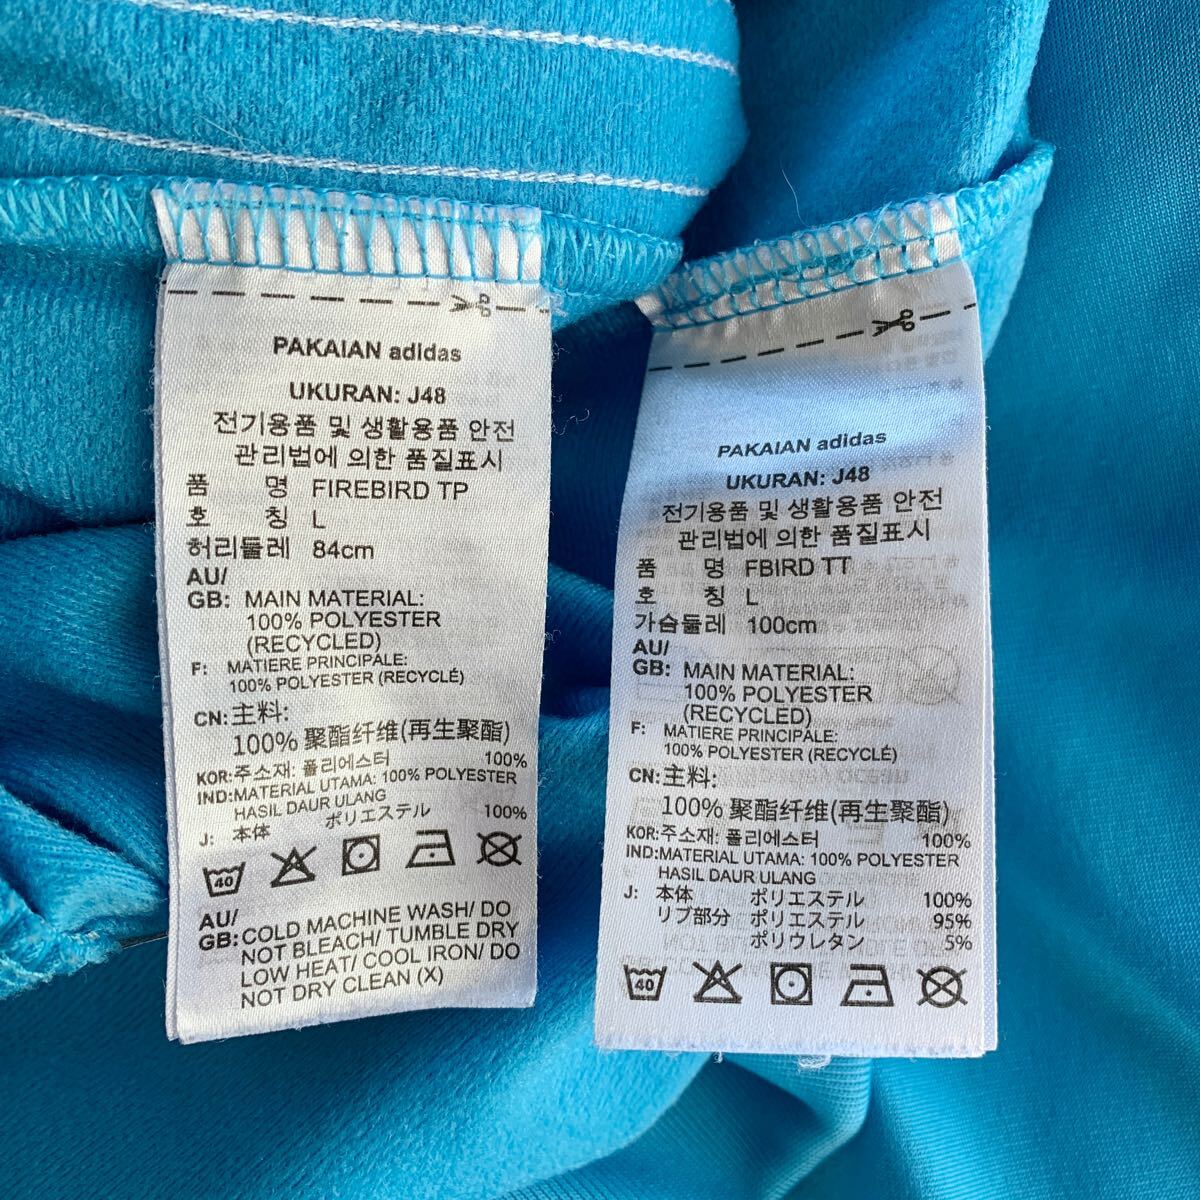 PAKAIAN adidas
UKURAN: J48
전기용품 및 생활용품 안전
관리법에 의한 품질표시
품 명 FIREBIRD TP
호 칭 L
허리둘레 84cm
AU/
GB: MAIN MATERIAL:
100% POLYESTER
(RECYCLED)
F: MATIERE PRINCIPALE:
100% POLYESTER (RECYCLÉ)
CN:主料:
100% 聚酯纤维(再生聚酯)
KOR:주소재: 폴리에스터 100%
IND:MATERIAL UTAMA: 100% POLYESTER
HASIL DAUR ULANG
J: 本体 ポリエステル 100%
40
AU/
GB: COLD MACHINE WASH/ DO
NOT BLEACH/ TUMBLE DRY
LOW HEAT/ COOL IRON/ DO
NOT DRY CLEAN (X)
PAKAIAN adidas
UKURAN: J48
전기용품 및 생활용품 안전
관리법에 의한 품질표시
품 명 FBIRD TT
호 칭 L
가슴둘레 100cm
AU/
GB: MAIN MATERIAL:
100% POLYESTER
(RECYCLED)
F: MATIERE PRINCIPALE:
100% POLYESTER (RECYCLÉ)
CN:主料:
100% 聚酯纤维(再生聚酯)
KOR:주소재: 폴리에스터 100%
IND:MATERIAL UTAMA: 100% POLYESTER
HASIL DAUR ULANG
J: 本体 ポリエステル 100%
リブ部分 ポリエステル 95%
ポリウレタン 5%
40